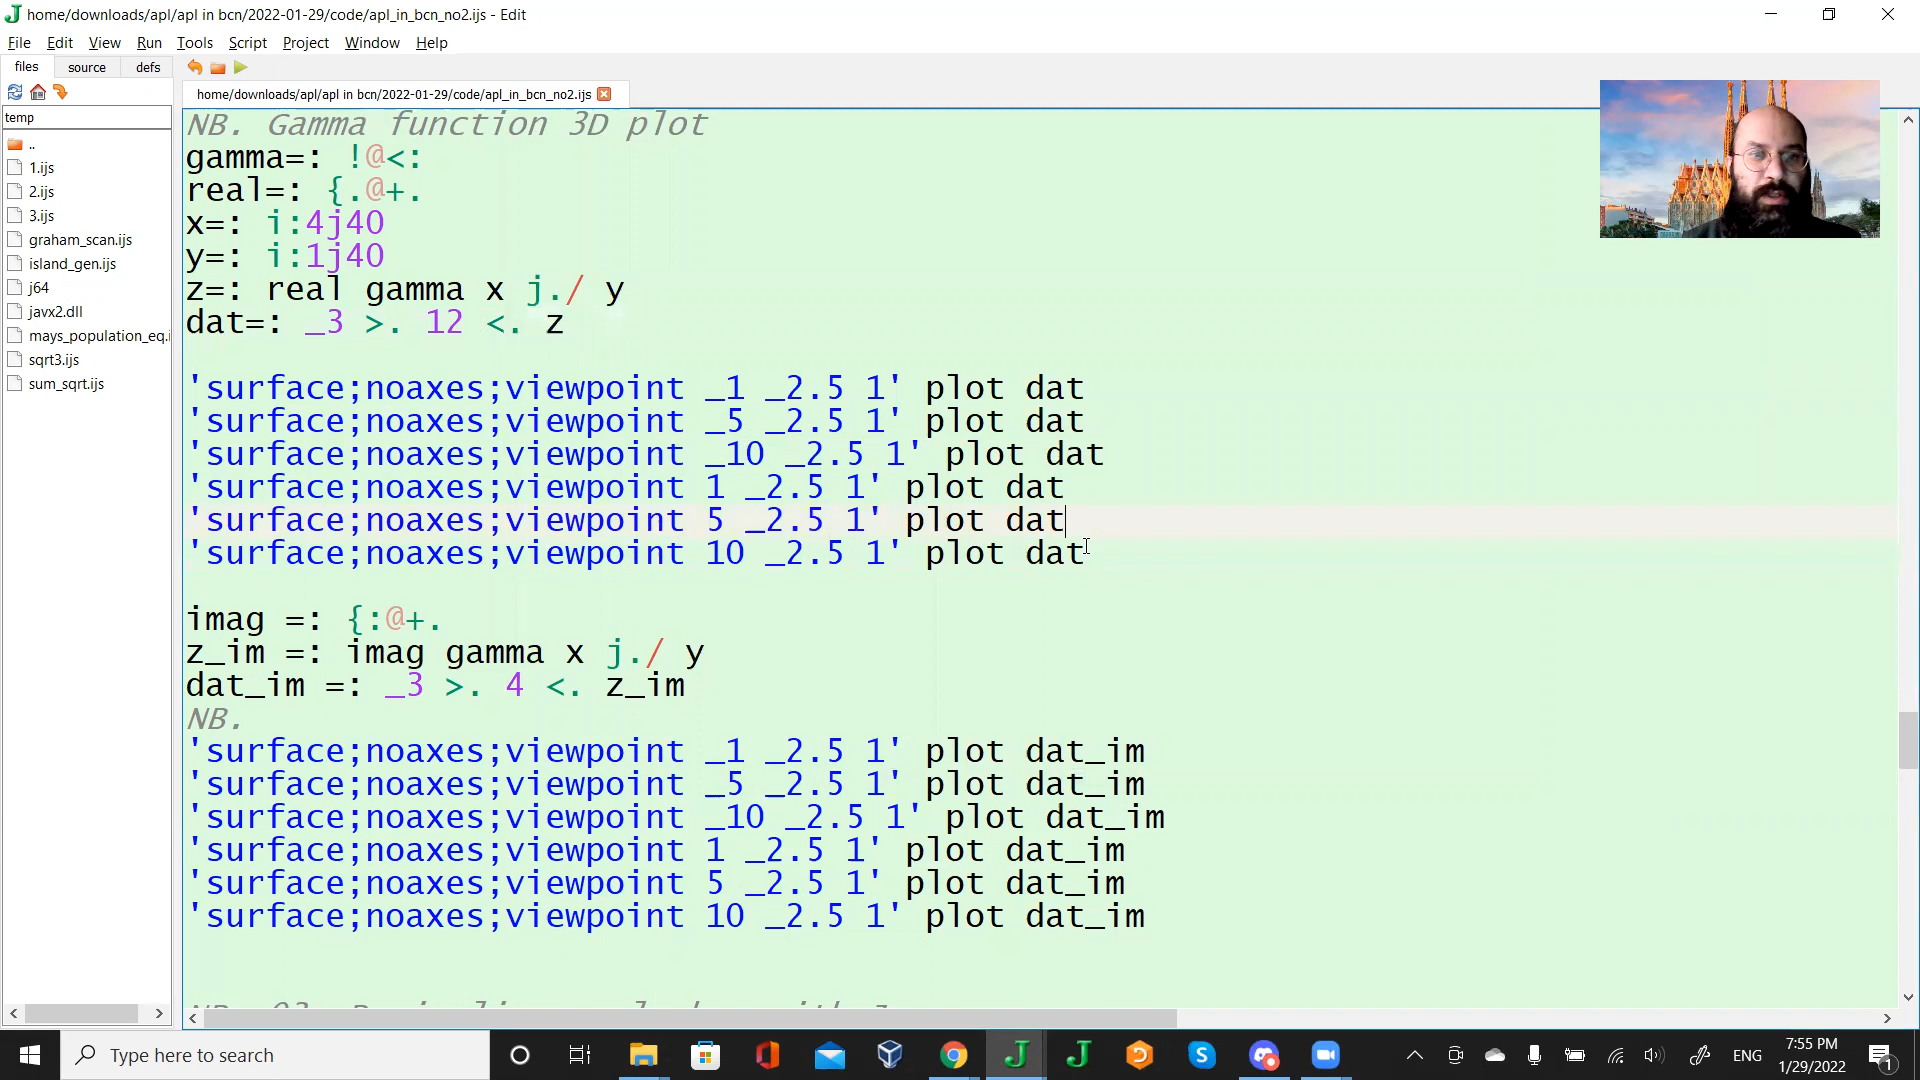 home/downloads/apl/apl in bcn/2022-01-29/code/apl_in_bcn_no2.ijs - Edit
File Edit View Run Tools Script Project Window Help
files source defs
home/downloads/apl/apl in bcn/2022-01-29/code/apl_in_bcn_no2.ijs
temp
..
1.ijs
2.ijs
3.ijs
graham_scan.ijs
island_gen.ijs
j64
javx2.dll
mays_population_eq.i
sqrt3.ijs
sum_sqrt.ijs
NB. Gamma function 3D plot
gamma=: !@<:
real=: {.@+.
x=: i:4j40
y=: i:1j40
z=: real gamma x j./ y
dat=: _3 >. 12 <. z
'surface;noaxes;viewpoint _1 _2.5 1' plot dat
'surface;noaxes;viewpoint _5 _2.5 1' plot dat
'surface;noaxes;viewpoint _10 _2.5 1' plot dat
'surface;noaxes;viewpoint 1 _2.5 1' plot dat
'surface;noaxes;viewpoint 5 _2.5 1' plot dat
'surface;noaxes;viewpoint 10 _2.5 1' plot dat
imag =: {:@+.
z_im =: imag gamma x j./ y
dat_im =: _3 >. 4 <. z_im
NB.
'surface;noaxes;viewpoint _1 _2.5 1' plot dat_im
'surface;noaxes;viewpoint _5 _2.5 1' plot dat_im
'surface;noaxes;viewpoint _10 _2.5 1' plot dat_im
'surface;noaxes;viewpoint 1 _2.5 1' plot dat_im
'surface;noaxes;viewpoint 5 _2.5 1' plot dat_im
'surface;noaxes;viewpoint 10 _2.5 1' plot dat_im
Type here to search
ENG
7:55 PM
1/29/2022
1